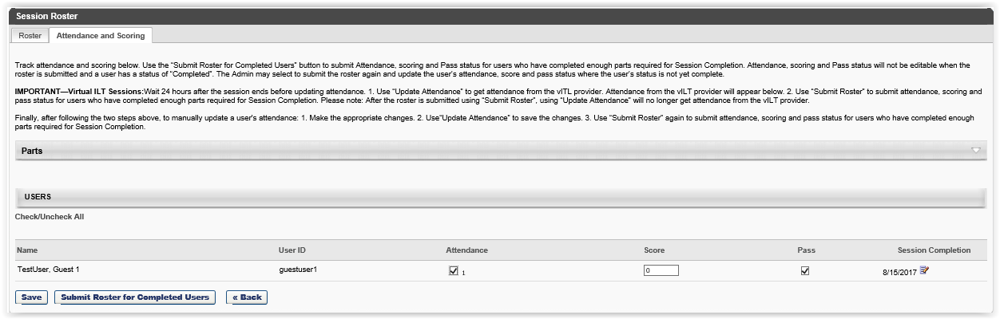 Session Roster
Roster
Attendance and Scoring
Track attendance and scoring below. Use the "Submit Roster for Completed Users" button to submit Attendance, scoring and Pass status for users who have completed enough parts required for Session Completion. Attendance, scoring and Pass status will not be editable when the
roster is submitted and a user has a status of "Completed". The Admin may select to submit the roster again and update the user's attendance, score and pass status where the user's status is not yet complete.
IMPORTANT—Virtual ILT Sessions:Wait 24 hours after the session ends before updating attendance. 1. Use "Update Attendance" to get attendance from the vITL provider. Attendance from the vILT provider will appear below. 2. Use "Submit Roster" to submit attendance, scoring and
pass status for users who have completed enough parts required for Session Completion. Please note: After the roster is submitted using "Submit Roster", using "Update Attendance" will no longer get attendance from the vILT provider.
Finally, after following the two steps above, to manually update a user's attendance: 1. Make the appropriate changes. 2. Use"Update Attendance" to save the changes. 3. Use "Submit Roster" again to submit attendance, scoring and pass status for users who have completed enough
parts required for Session Completion.
Parts
USERS
Check/Uncheck All
Name User ID Attendance Score Pass Session Completion
TestUser, Guest 1 guestuser1 1 0 8/15/2017
Save Submit Roster for Completed Users « Back